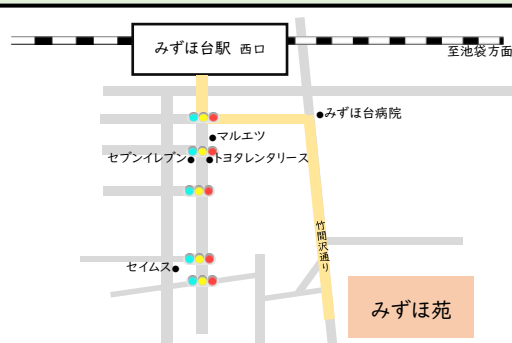 みずほ台駅 西口
至池袋方面
みずほ台病院
マルエツ
セブンイレブン
トヨタレンタリース
竹間沢通り
セイムス
みずほ苑